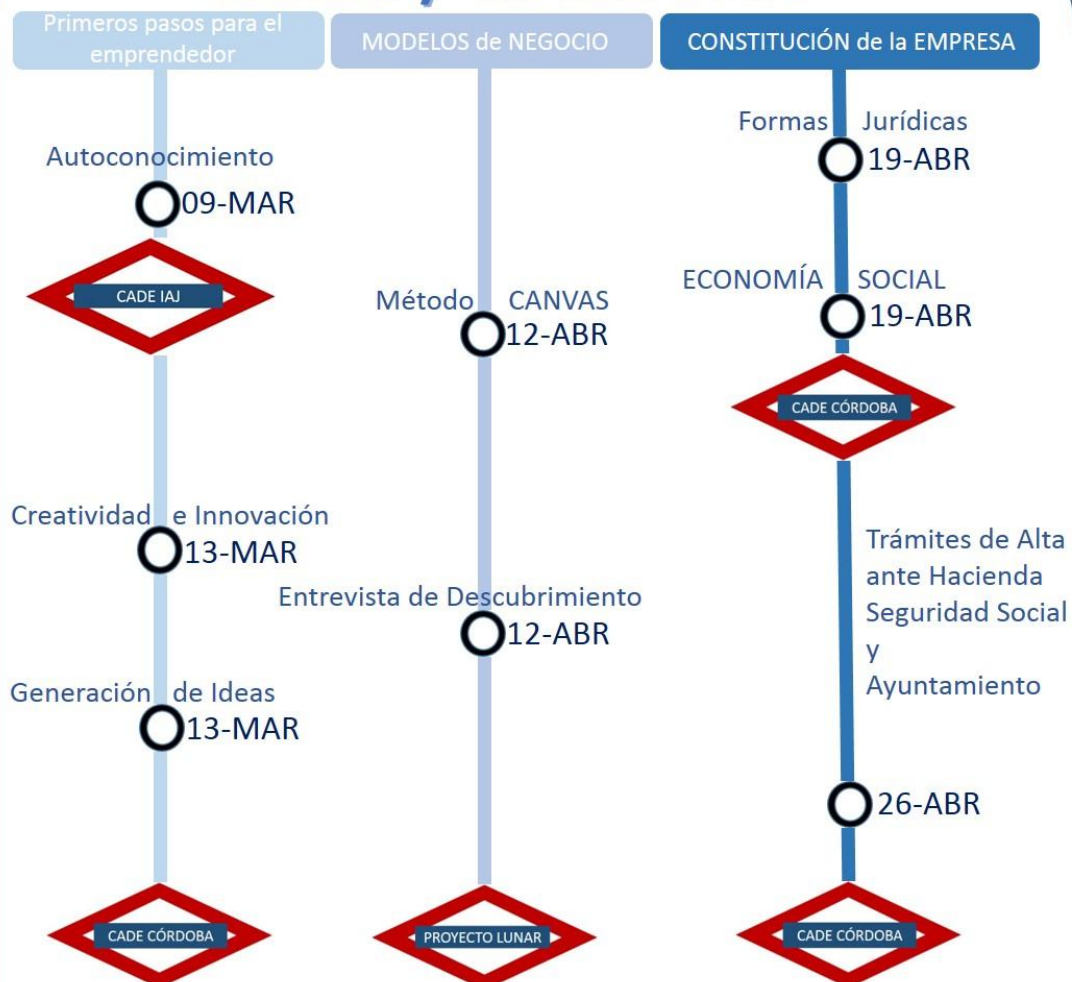 Primeros pasos para el
emprendedor
Autoconocimiento
09-MAR
CADE IAJ
Creatividad e Innovación
13-MAR
Generación de Ideas
13-MAR
CADE CÓRDOBA
MODELOS de NEGOCIO
Método CANVAS
12-ABR
Entrevista de Descubrimiento
12-ABR
PROYECTO LUNAR
CONSTITUCIÓN de la EMPRESA
Formas Jurídicas
19-ABR
ECONOMÍA SOCIAL
19-ABR
CADE CÓRDOBA
Trámites de Alta
ante Hacienda
Seguridad Social
y
Ayuntamiento
26-ABR
CADE CÓRDOBA